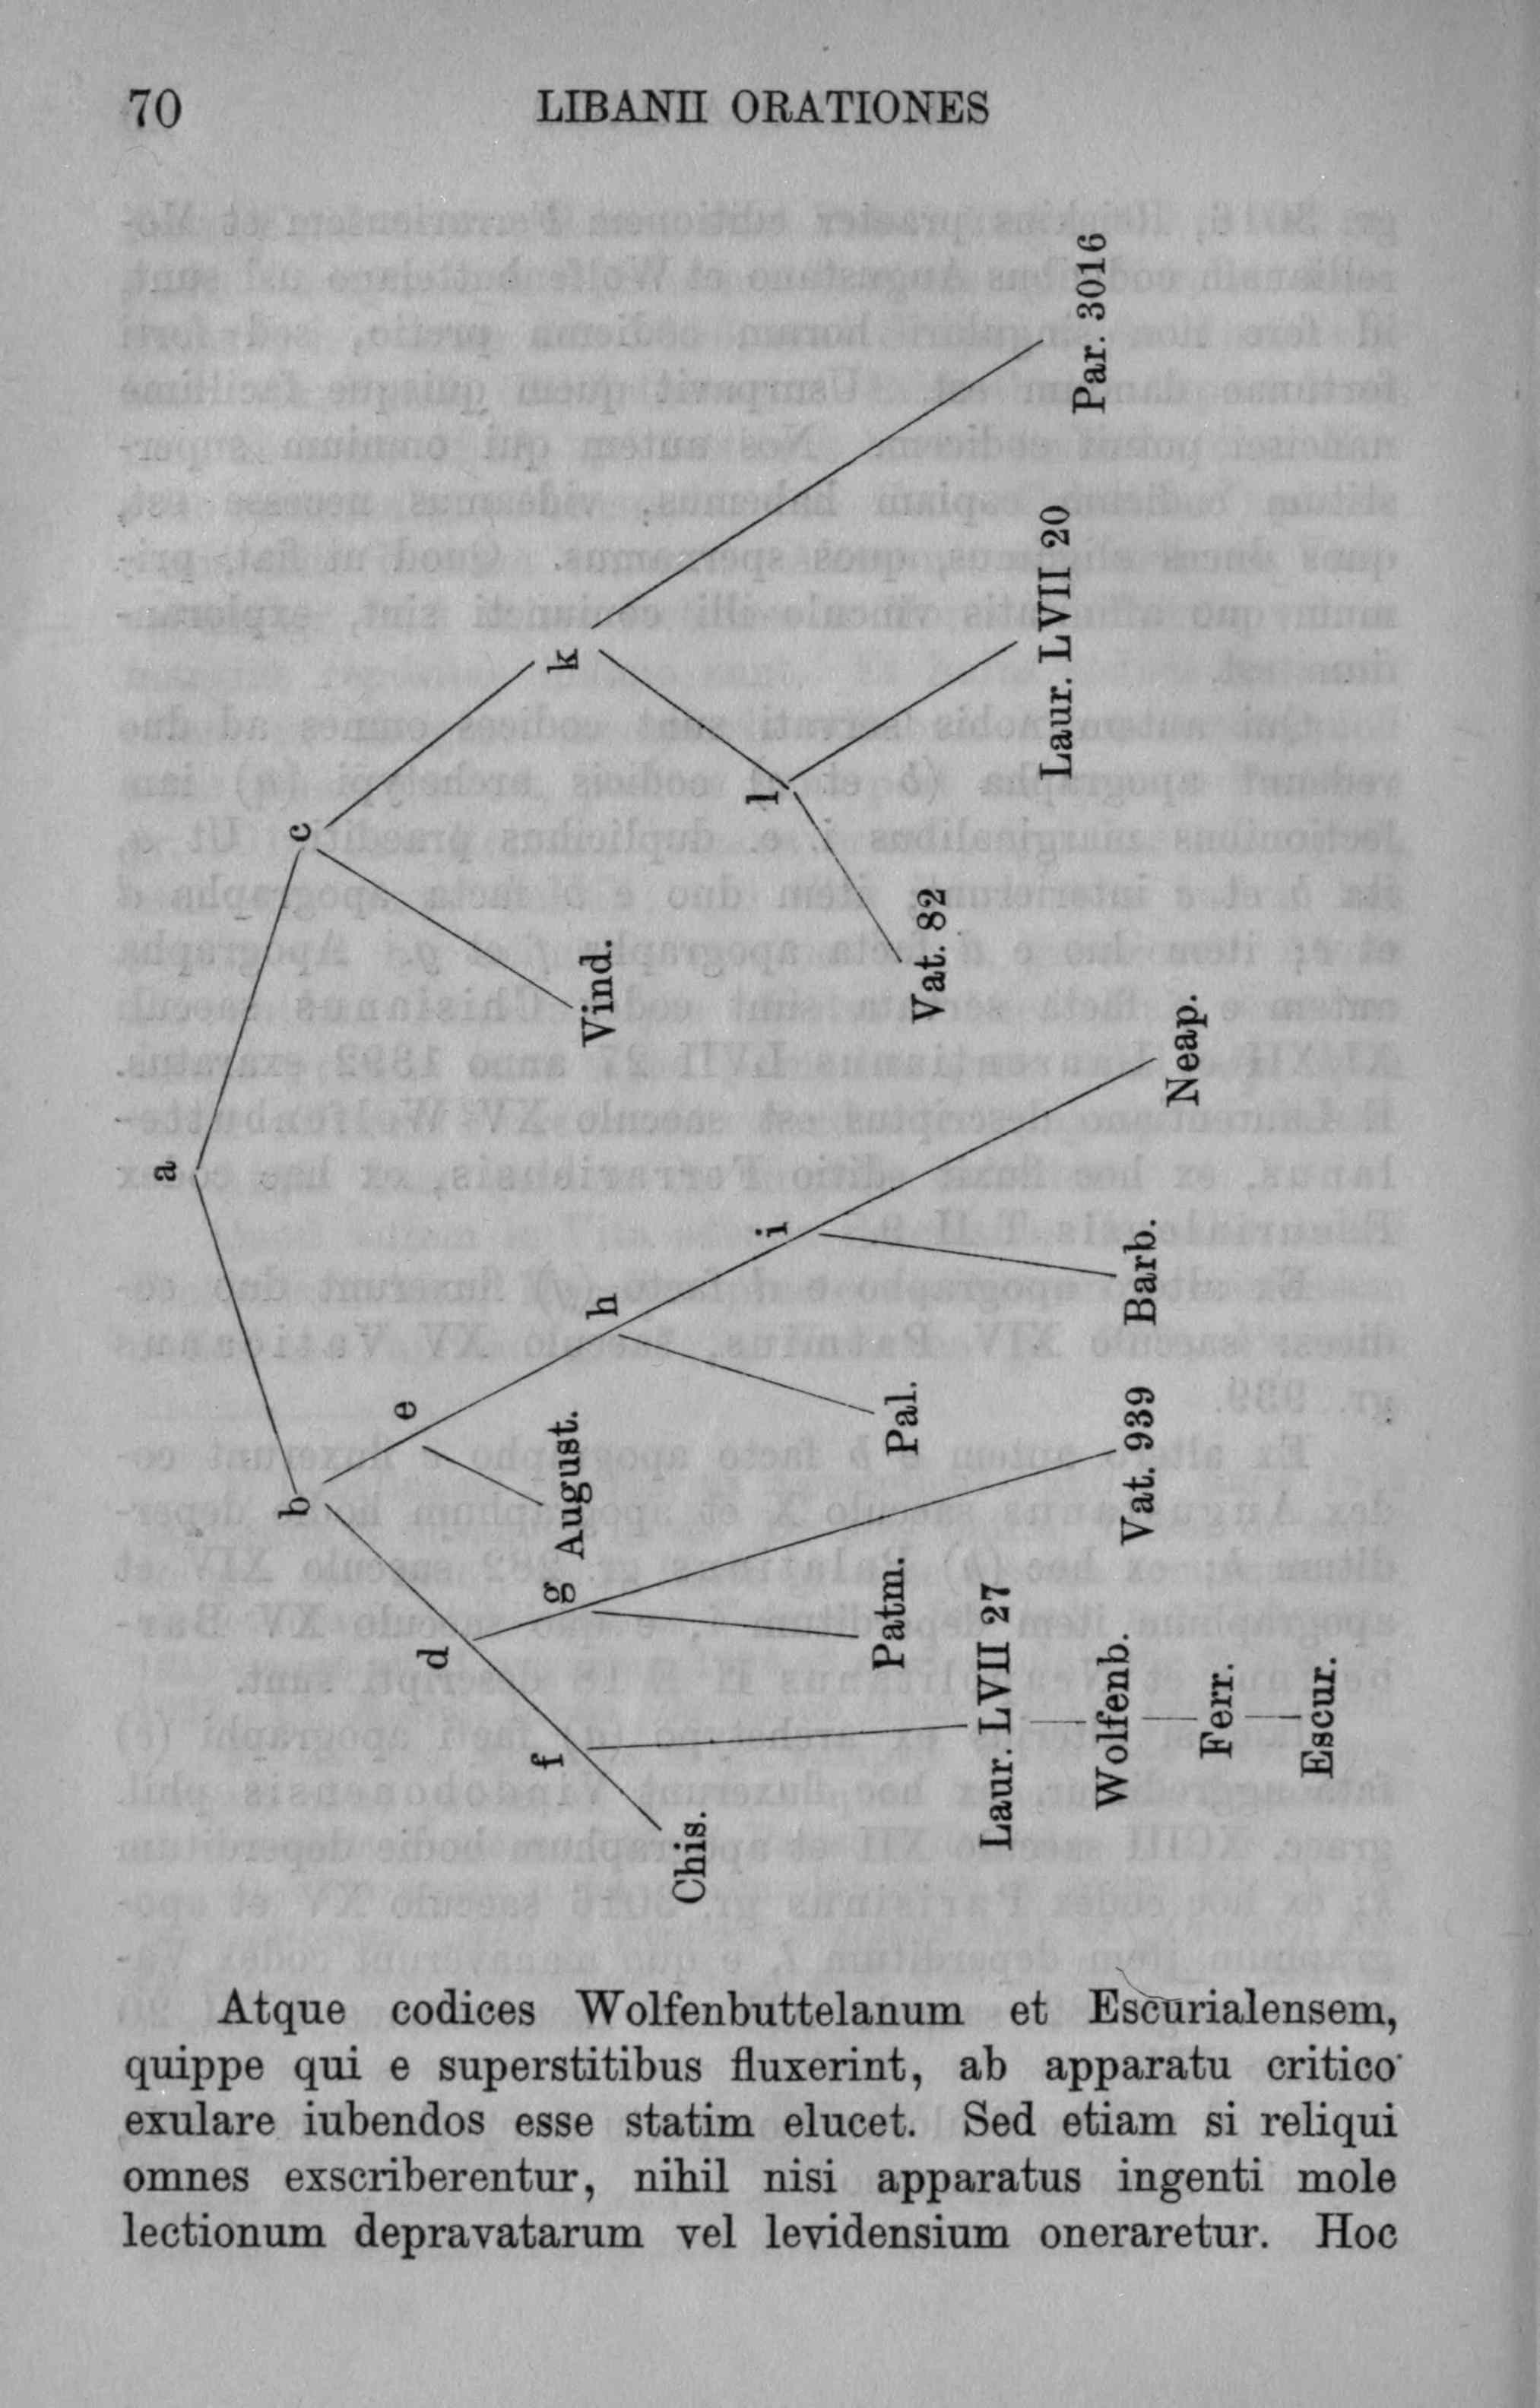 70
LIBANII ORATIONES
a
b
c
d
e
k
Vind.
f
g
August.
h
i
l
Chis.
Patm.
Pal.
Vat. 82
Laur. LVII 27
Laur. LVII 20
Par. 3016
Wolfenb.
Vat. 939
Barb.
Neap.
Ferr.
Escur.
Atque codices Wolfenbuttelanum et Escurialensem,
quippe qui e superstitibus fluxerint, ab apparatu critico
exulare iubendos esse statim elucet. Sed etiam si reliqui
omnes exscriberentur, nihil nisi apparatus ingenti mole
lectionum depravatarum vel levidensium oneraretur. Hoc